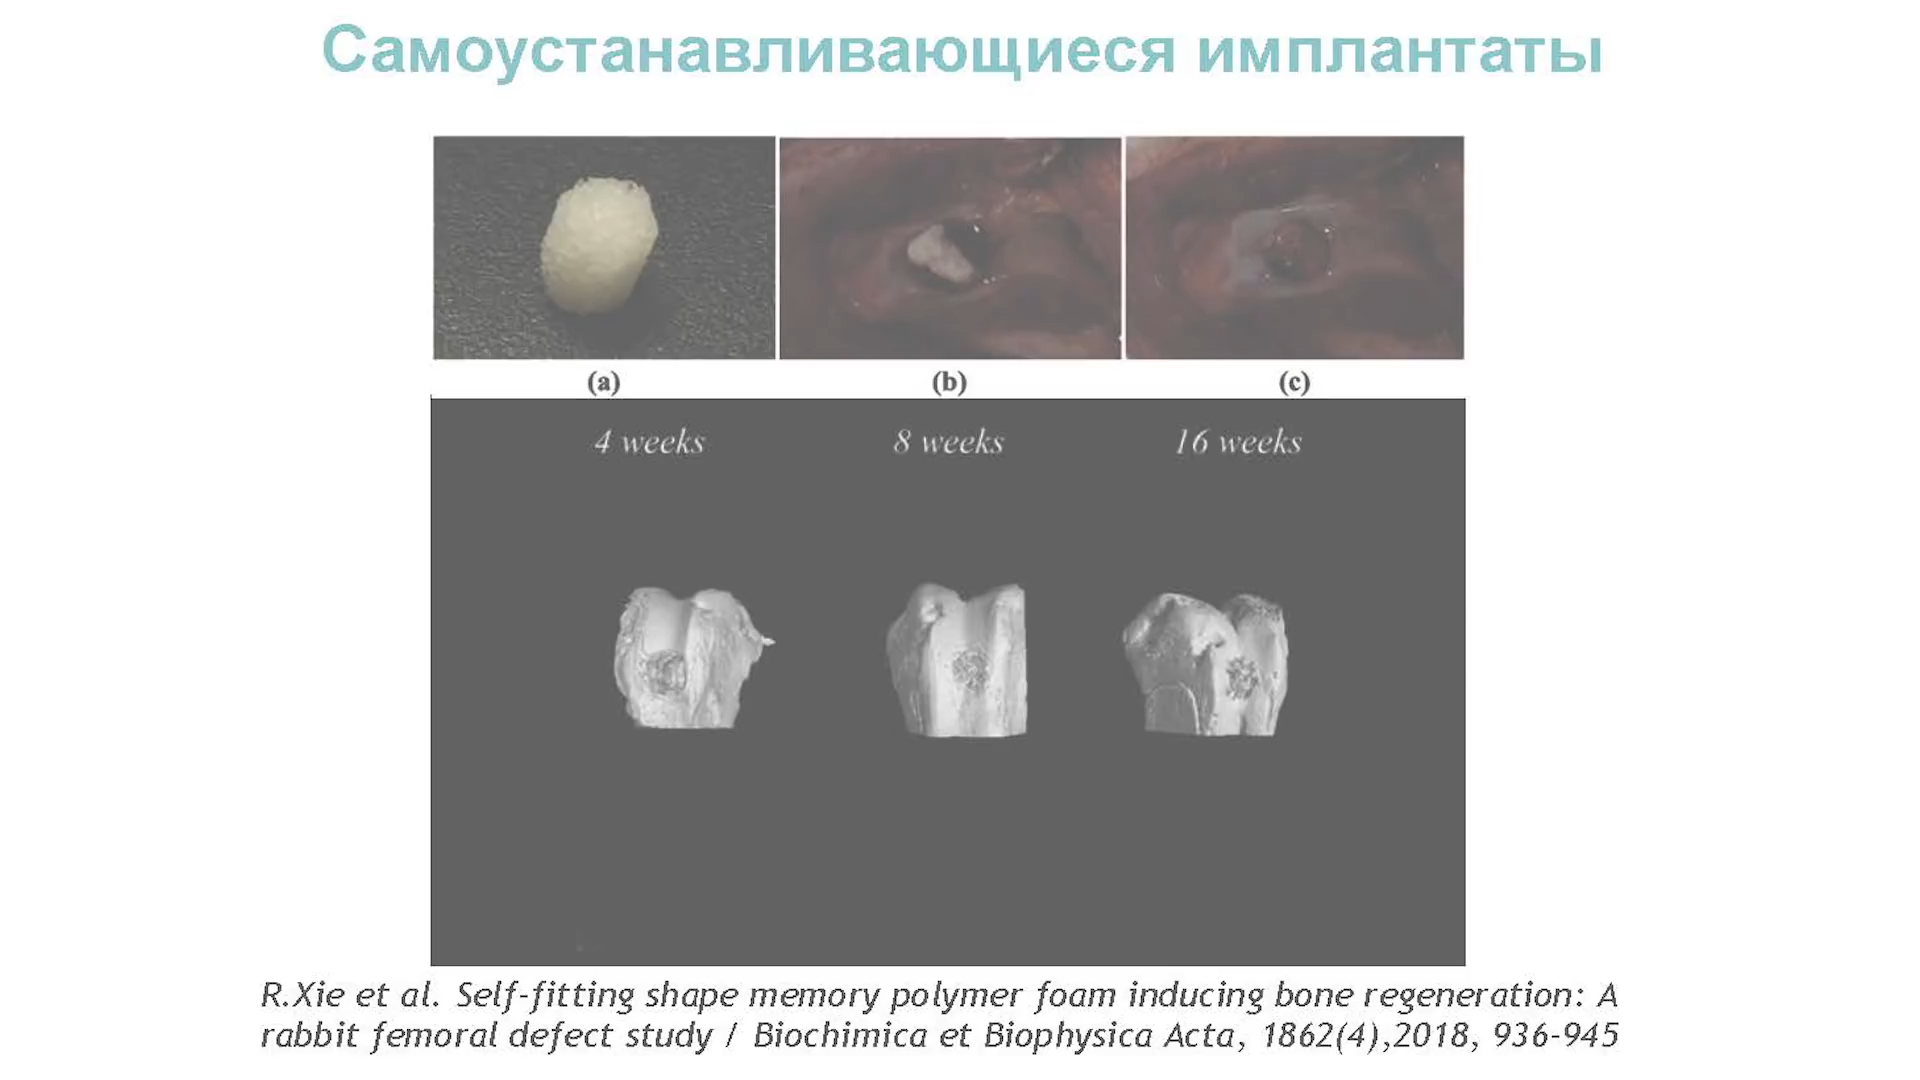 Самоустанавливающиеся имплантаты
(a) (b) (c)
4 weeks 8 weeks 16 weeks
R.Xie et al. Self-fitting shape memory polymer foam inducing bone regeneration: A
rabbit femoral defect study / Biochimica et Biophysica Acta, 1862(4),2018, 936-945